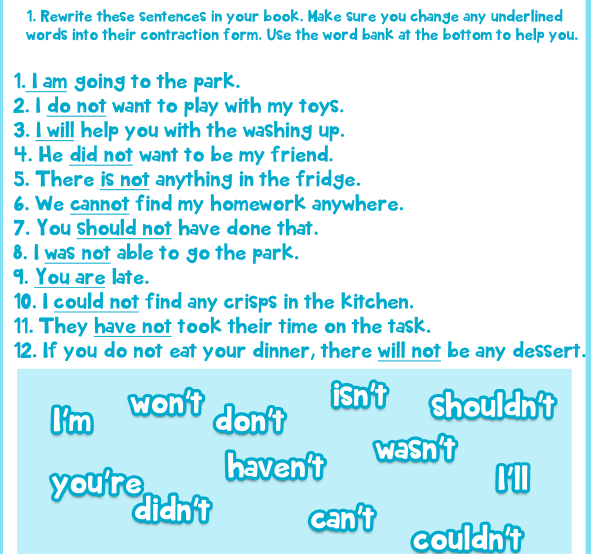 1. Rewrite these sentences in your book. Make sure you change any underlined
words into their contraction form. Use the word bank at the bottom to help you.
1. I am going to the park.
2. I do not want to play with my toys.
3. I will help you with the washing up.
4. He did not want to be my friend.
5. There is not anything in the fridge.
6. We cannot find my homework anywhere.
7. You should not have done that.
8. I was not able to go the park.
9. You are late.
10. I could not find any crisps in the kitchen.
11. They have not took their time on the task.
12. If you do not eat your dinner, there will not be any dessert.
I'm won't don't isn't shouldn't
you're haven't wasn't I'll
didn't can't couldn't